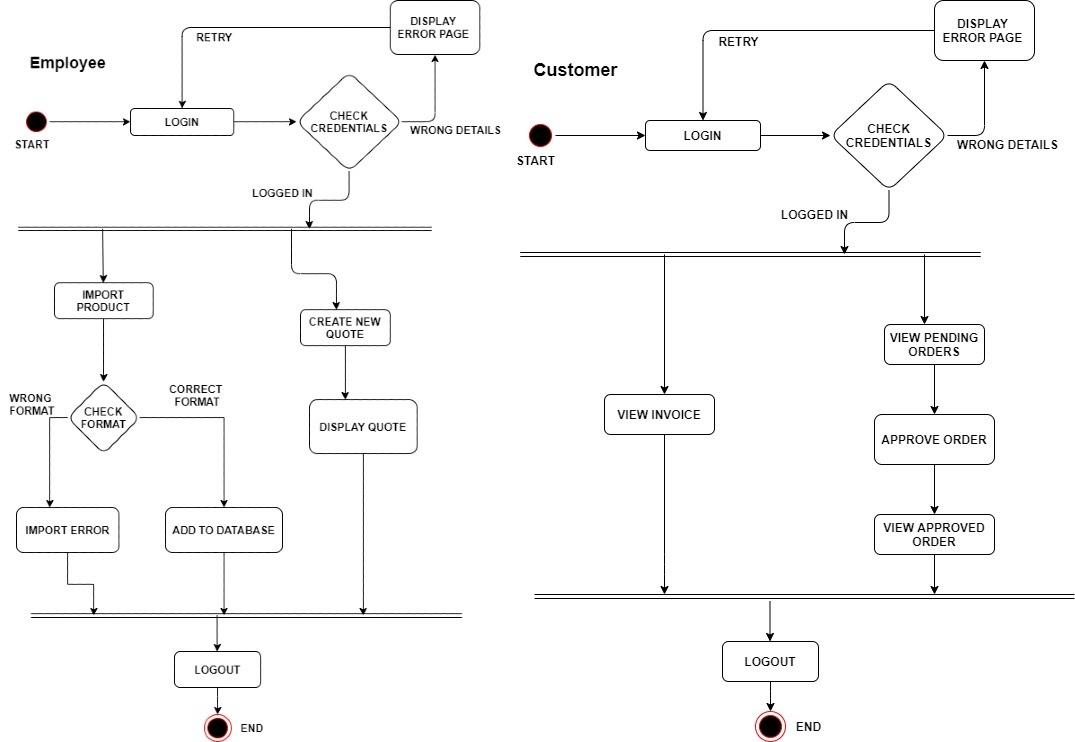 Employee
DISPLAY
ERROR PAGE
RETRY
LOGIN
CHECK
CREDENTIALS
WRONG DETAILS
START
LOGGED IN
IMPORT
PRODUCT
CREATE NEW
QUOTE
WRONG
FORMAT
CORRECT
FORMAT
CHECK
FORMAT
DISPLAY QUOTE
IMPORT ERROR
ADD TO DATABASE
LOGOUT
END
Customer
DISPLAY
ERROR PAGE
RETRY
LOGIN
CHECK
CREDENTIALS
WRONG DETAILS
START
LOGGED IN
VIEW PENDING
ORDERS
VIEW INVOICE
APPROVE ORDER
VIEW APPROVED
ORDER
LOGOUT
END